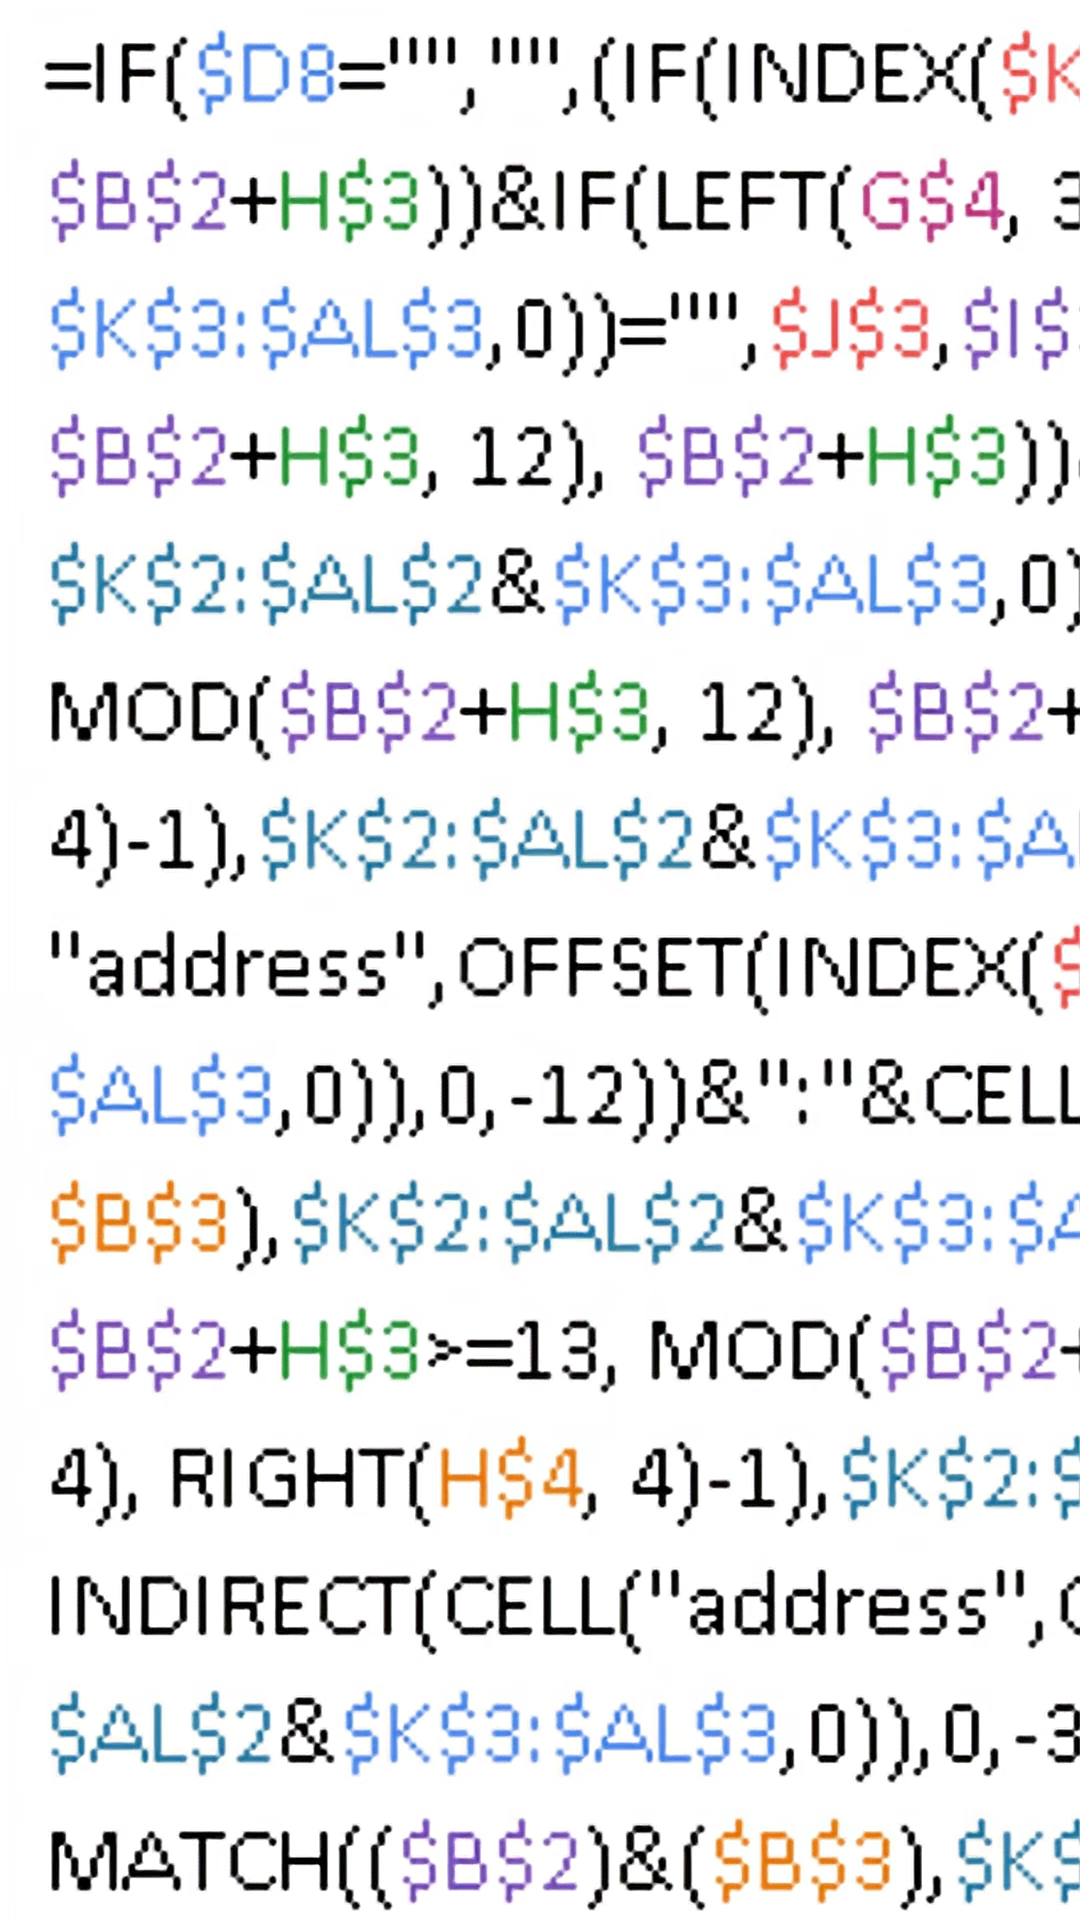 =IF($D8="","",(IF(INDEX($K
$B$2+H$3))&IF(LEFT(G$4, 3
$K$3:$AL$3,0))="",$J$3,$I$
$B$2+H$3, 12), $B$2+H$3))
$K$2:$AL$2&$K$3:$AL$3,0)
MOD($B$2+H$3, 12), $B$2+
4)-1),$K$2:$AL$2&$K$3:$A
"address",OFFSET(INDEX($
$AL$3,0)),0,-12))&":"&CELL
$B$3),$K$2:$AL$2&$K$3:$A
$B$2+H$3>=13, MOD($B$2+
4), RIGHT(H$4, 4)-1),$K$2:$
INDIRECT(CELL("address",O
$AL$2&$K$3:$AL$3,0)),0,-3
MATCH(($B$2)&($B$3),$K$